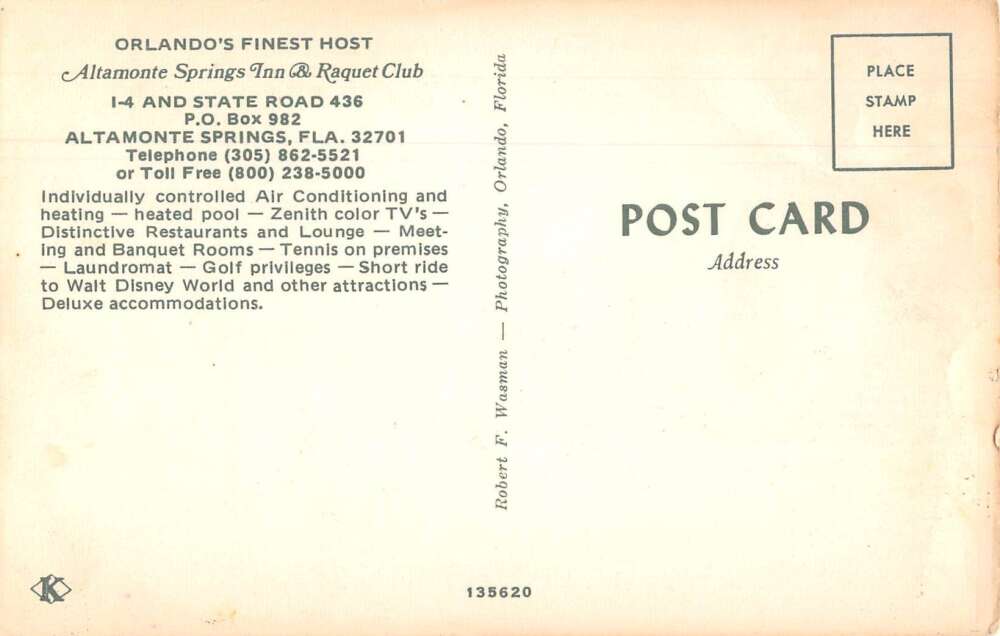 ORLANDO'S FINEST HOST
Altamonte Springs Inn & Raquet Club
I-4 AND STATE ROAD 436
P.O. Box 982
ALTAMONTE SPRINGS, FLA. 32701
Telephone (305) 862-5521
or Toll Free (800) 238-5000
Individually controlled Air Conditioning and
heating — heated pool — Zenith color TV's —
Distinctive Restaurants and Lounge — Meet-
ing and Banquet Rooms — Tennis on premises
— Laundromat — Golf privileges — Short ride
to Walt Disney World and other attractions —
Deluxe accommodations.
K
Robert F. Wasman — Photography, Orlando, Florida
135620
PLACE
STAMP
HERE
POST CARD
Address